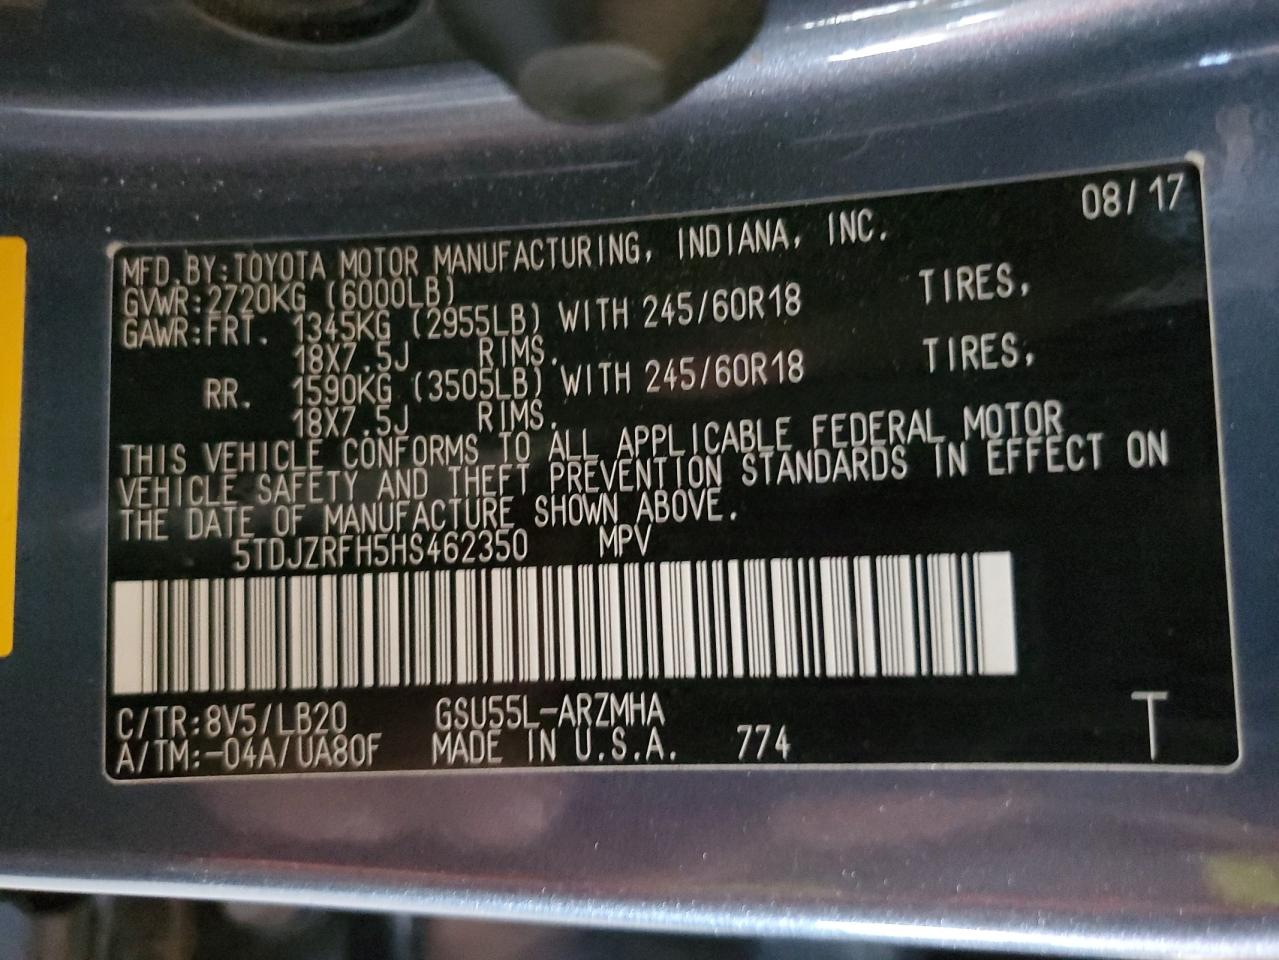 08/17
MFD.BY:TOYOTA MOTOR MANUFACTURING, INDIANA, INC.
GVWR:2720KG (6000LB)
GAWR:FRT. 1345KG (2955LB) WITH 245/60R18 TIRES,
18X7.5J RIMS.
RR. 1590KG (3505LB) WITH 245/60R18 TIRES,
18X7.5J RIMS.
THIS VEHICLE CONFORMS TO ALL APPLICABLE FEDERAL MOTOR
VEHICLE SAFETY AND THEFT PREVENTION STANDARDS IN EFFECT ON
THE DATE OF MANUFACTURE SHOWN ABOVE.
5TDJZRFH5HS462350 MPV
C/TR:8V5/LB20 GSU55L-ARZMHA
A/TM:-04A/UA80F MADE IN U.S.A. 774 T